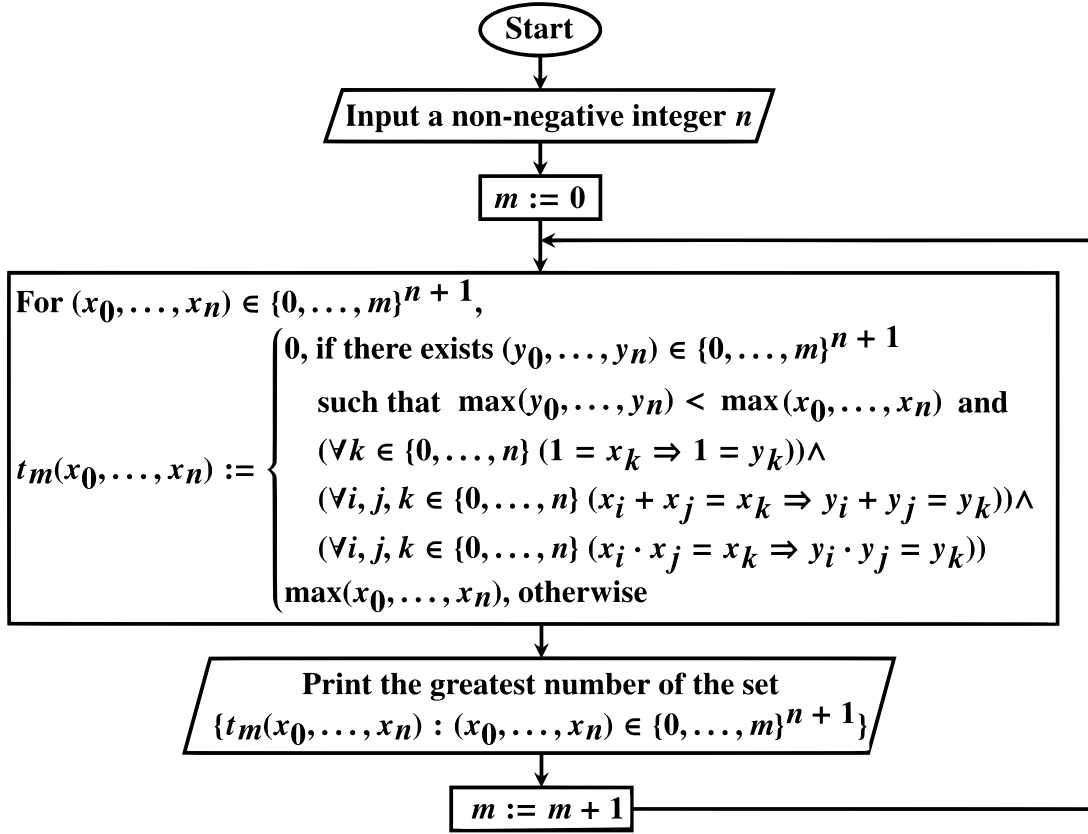 Start
Input a non-negative integer n
m := 0
For (x₀, . . . , xₙ) ∈ {0, . . . , m}ⁿ ⁺ ¹,
0, if there exists (y₀, . . . , yₙ) ∈ {0, . . . , m}ⁿ ⁺ ¹
such that max(y₀, . . . , yₙ) < max(x₀, . . . , xₙ) and
(∀k ∈ {0, . . . , n} (1 = xₖ ⇒ 1 = yₖ))∧
tₘ(x₀, . . . , xₙ) :=
(∀i, j, k ∈ {0, . . . , n} (xᵢ + xⱼ = xₖ ⇒ yᵢ + yⱼ = yₖ))∧
(∀i, j, k ∈ {0, . . . , n} (xᵢ · xⱼ = xₖ ⇒ yᵢ · yⱼ = yₖ))
max(x₀, . . . , xₙ), otherwise
Print the greatest number of the set
{tₘ(x₀, . . . , xₙ) : (x₀, . . . , xₙ) ∈ {0, . . . , m}ⁿ ⁺ ¹}
m := m + 1